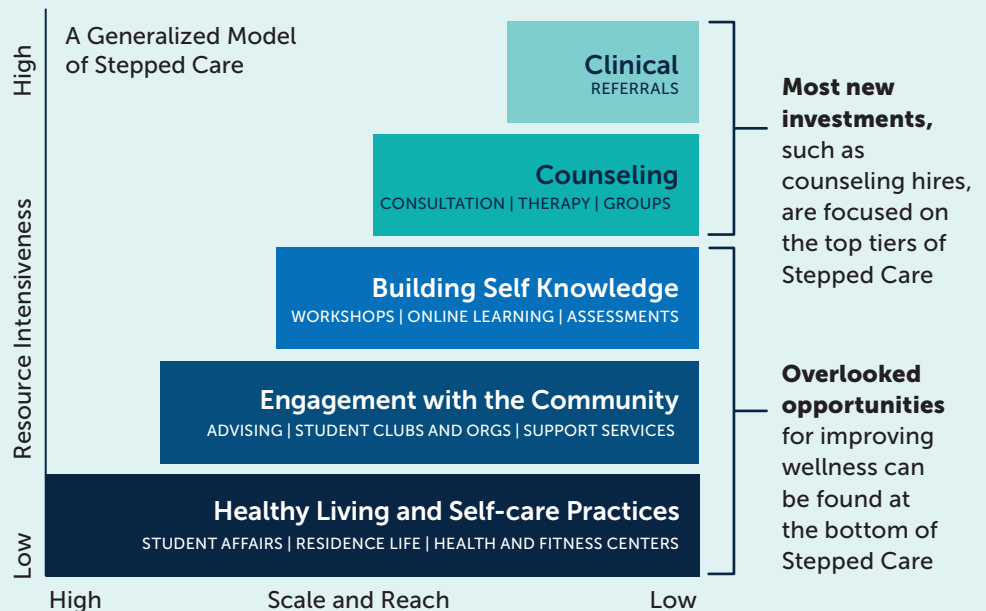 A Generalized Model
of Stepped Care
High
Resource Intensiveness
Low
Clinical
REFERRALS
Counseling
CONSULTATION | THERAPY | GROUPS
Building Self Knowledge
WORKSHOPS | ONLINE LEARNING | ASSESSMENTS
Engagement with the Community
ADVISING | STUDENT CLUBS AND ORGS | SUPPORT SERVICES
Healthy Living and Self-care Practices
STUDENT AFFAIRS | RESIDENCE LIFE | HEALTH AND FITNESS CENTERS
High
Scale and Reach
Low
Most new
investments,
such as
counseling hires,
are focused on
the top tiers of
Stepped Care
Overlooked
opportunities
for improving
wellness can
be found at
the bottom of
Stepped Care